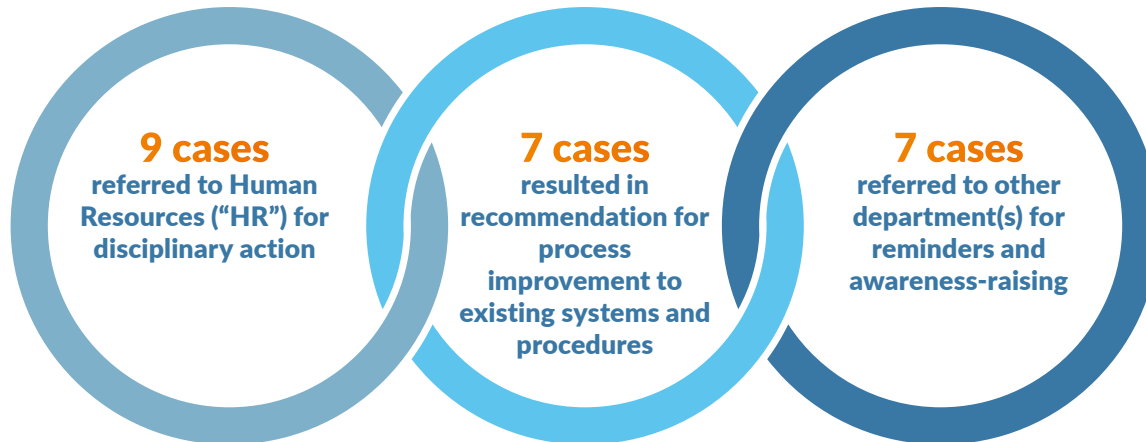 9 cases
referred to Human
Resources (“HR”) for
disciplinary action
7 cases
resulted in
recommendation for
process
improvement to
existing systems and
procedures
7 cases
referred to other
department(s) for
reminders and
awareness-raising